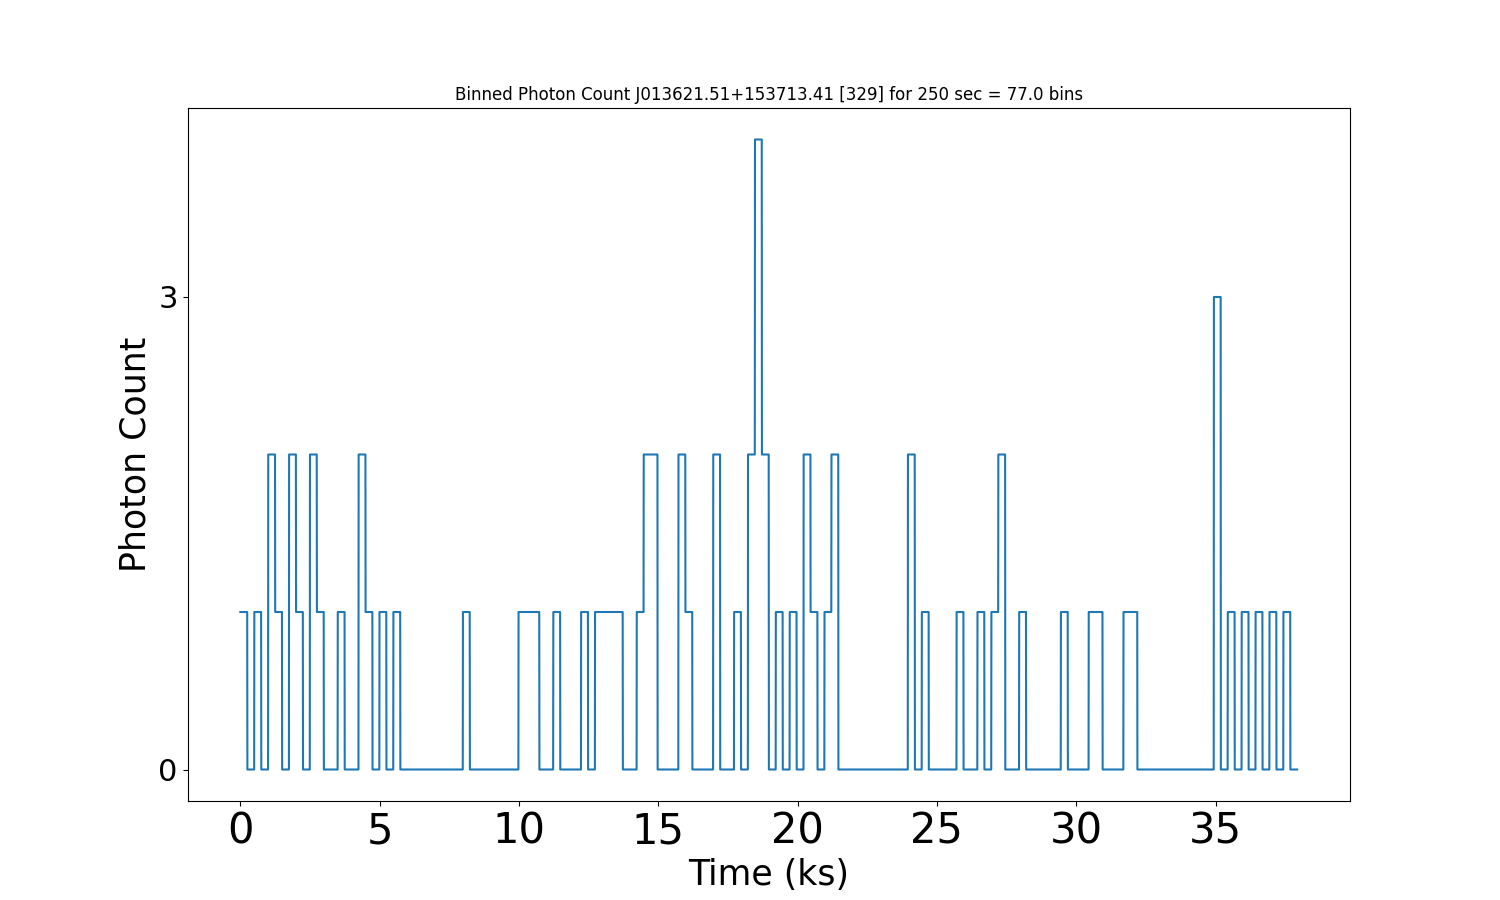 Binned Photon Count J013621.51+153713.41 [329] for 250 sec = 77.0 bins
Photon Count
3
0
0 5 10 15 20 25 30 35
Time (ks)